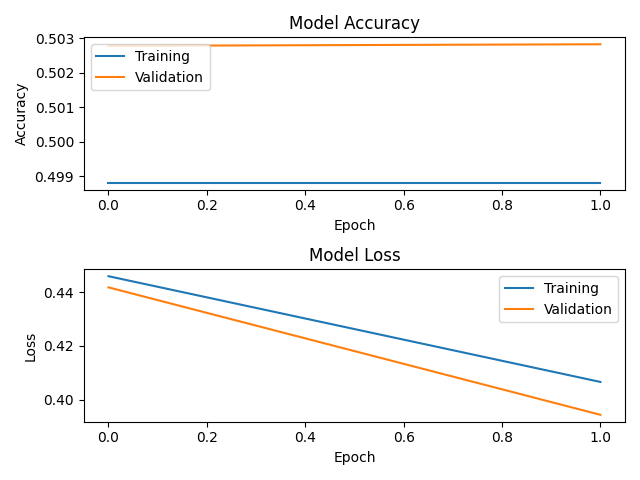 Model Accuracy
0.503
0.502
0.501
0.500
0.499
Accuracy
Training
Validation
0.0 0.2 0.4 0.6 0.8 1.0
Epoch
Model Loss
0.44
0.42
0.40
Loss
Training
Validation
0.0 0.2 0.4 0.6 0.8 1.0
Epoch